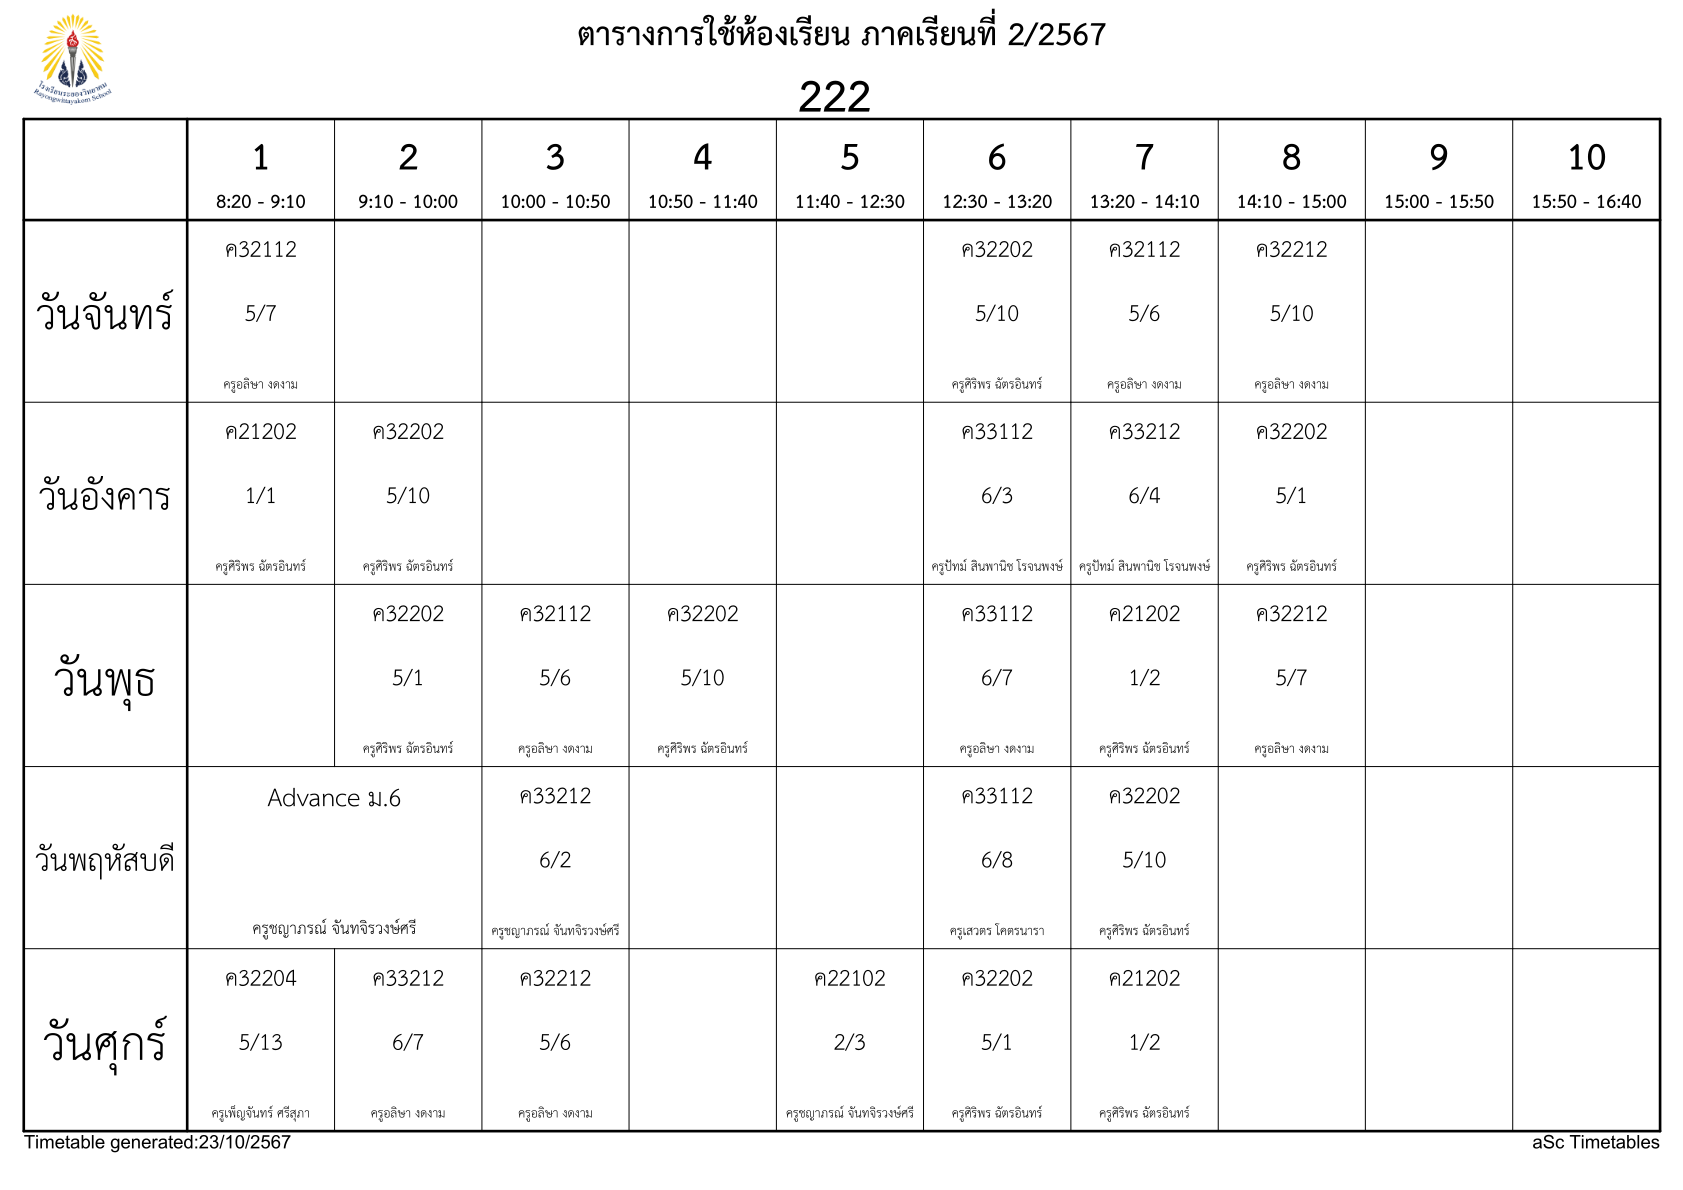 ตารางการใช้ห้องเรียน ภาคเรียนที่ 2/2567
โรงเรียนระยองวิทยาคม
Rayongwittayakom School
222
1 2 3 4 5 6 7 8 9 10
8:20 - 9:10 9:10 - 10:00 10:00 - 10:50 10:50 - 11:40 11:40 - 12:30 12:30 - 13:20 13:20 - 14:10 14:10 - 15:00 15:00 - 15:50 15:50 - 16:40
วันจันทร์
ค32112 ค32202 ค32112 ค32212
5/7 5/10 5/6 5/10
ครูอลิษา งดงาม ครูศิริพร ฉัตรอินทร์ ครูอลิษา งดงาม ครูอลิษา งดงาม
วันอังคาร
ค21202 ค32202 ค33112 ค33212 ค32202
1/1 5/10 6/3 6/4 5/1
ครูศิริพร ฉัตรอินทร์ ครูศิริพร ฉัตรอินทร์ ครูปัทม์ สินพานิช โรจนพงษ์ ครูปัทม์ สินพานิช โรจนพงษ์ ครูศิริพร ฉัตรอินทร์
วันพุธ
ค32202 ค32112 ค32202 ค33112 ค21202 ค32212
5/1 5/6 5/10 6/7 1/2 5/7
ครูศิริพร ฉัตรอินทร์ ครูอลิษา งดงาม ครูศิริพร ฉัตรอินทร์ ครูอลิษา งดงาม ครูศิริพร ฉัตรอินทร์ ครูอลิษา งดงาม
วันพฤหัสบดี
Advance ม.6 ค33212 ค33112 ค32202
6/2 6/8 5/10
ครูชญาภรณ์ จันทจิรวงษ์ศรี ครูชญาภรณ์ จันทจิรวงษ์ศรี ครูเสวตร โคตรนารา ครูศิริพร ฉัตรอินทร์
วันศุกร์
ค32204 ค33212 ค32212 ค22102 ค32202 ค21202
5/13 6/7 5/6 2/3 5/1 1/2
ครูเพ็ญจันทร์ ศรีสุภา ครูอลิษา งดงาม ครูอลิษา งดงาม ครูชญาภรณ์ จันทจิรวงษ์ศรี ครูศิริพร ฉัตรอินทร์ ครูศิริพร ฉัตรอินทร์
Timetable generated:23/10/2567 aSc Timetables